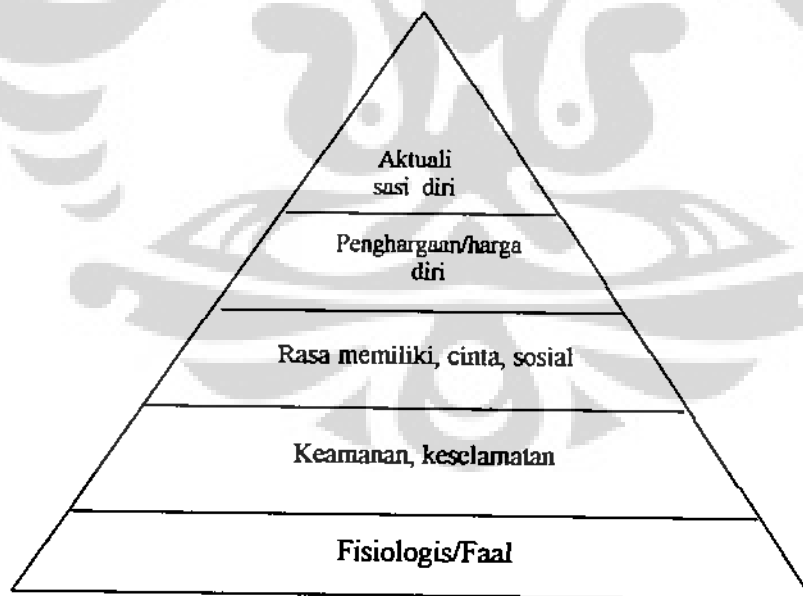 Aktuali
sasi diri
Penghargaan/harga
diri
Rasa memiliki, cinta, sosial
Keamanan, keselamatan
Fisiologis/Faal